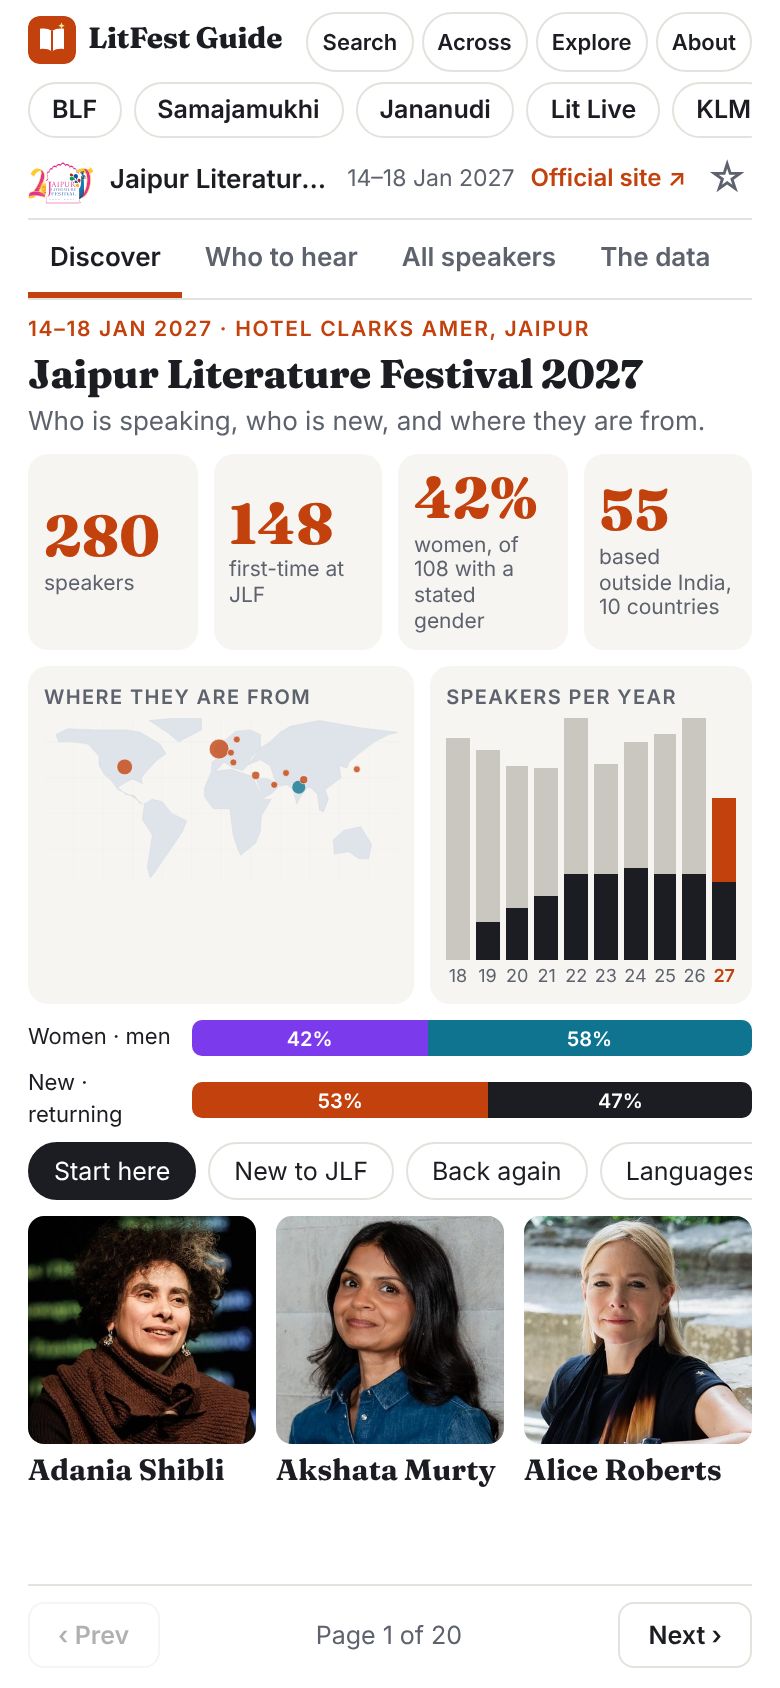 LitFest Guide
Search
Across
Explore
About
BLF
Samajamukhi
Jananudi
Lit Live
KLM
Jaipur Literatur...
14–18 Jan 2027
Official site ↗
Discover
Who to hear
All speakers
The data
14–18 JAN 2027 · HOTEL CLARKS AMER, JAIPUR
Jaipur Literature Festival 2027
Who is speaking, who is new, and where they are from.
280
speakers
148
first-time at
JLF
42%
women, of
108 with a
stated
gender
55
based
outside India,
10 countries
WHERE THEY ARE FROM
SPEAKERS PER YEAR
18 19 20 21 22 23 24 25 26 27
Women · men
42%
58%
New ·
returning
53%
47%
Start here
New to JLF
Back again
Languages
Adania Shibli
Akshata Murty
Alice Roberts
‹ Prev
Page 1 of 20
Next ›